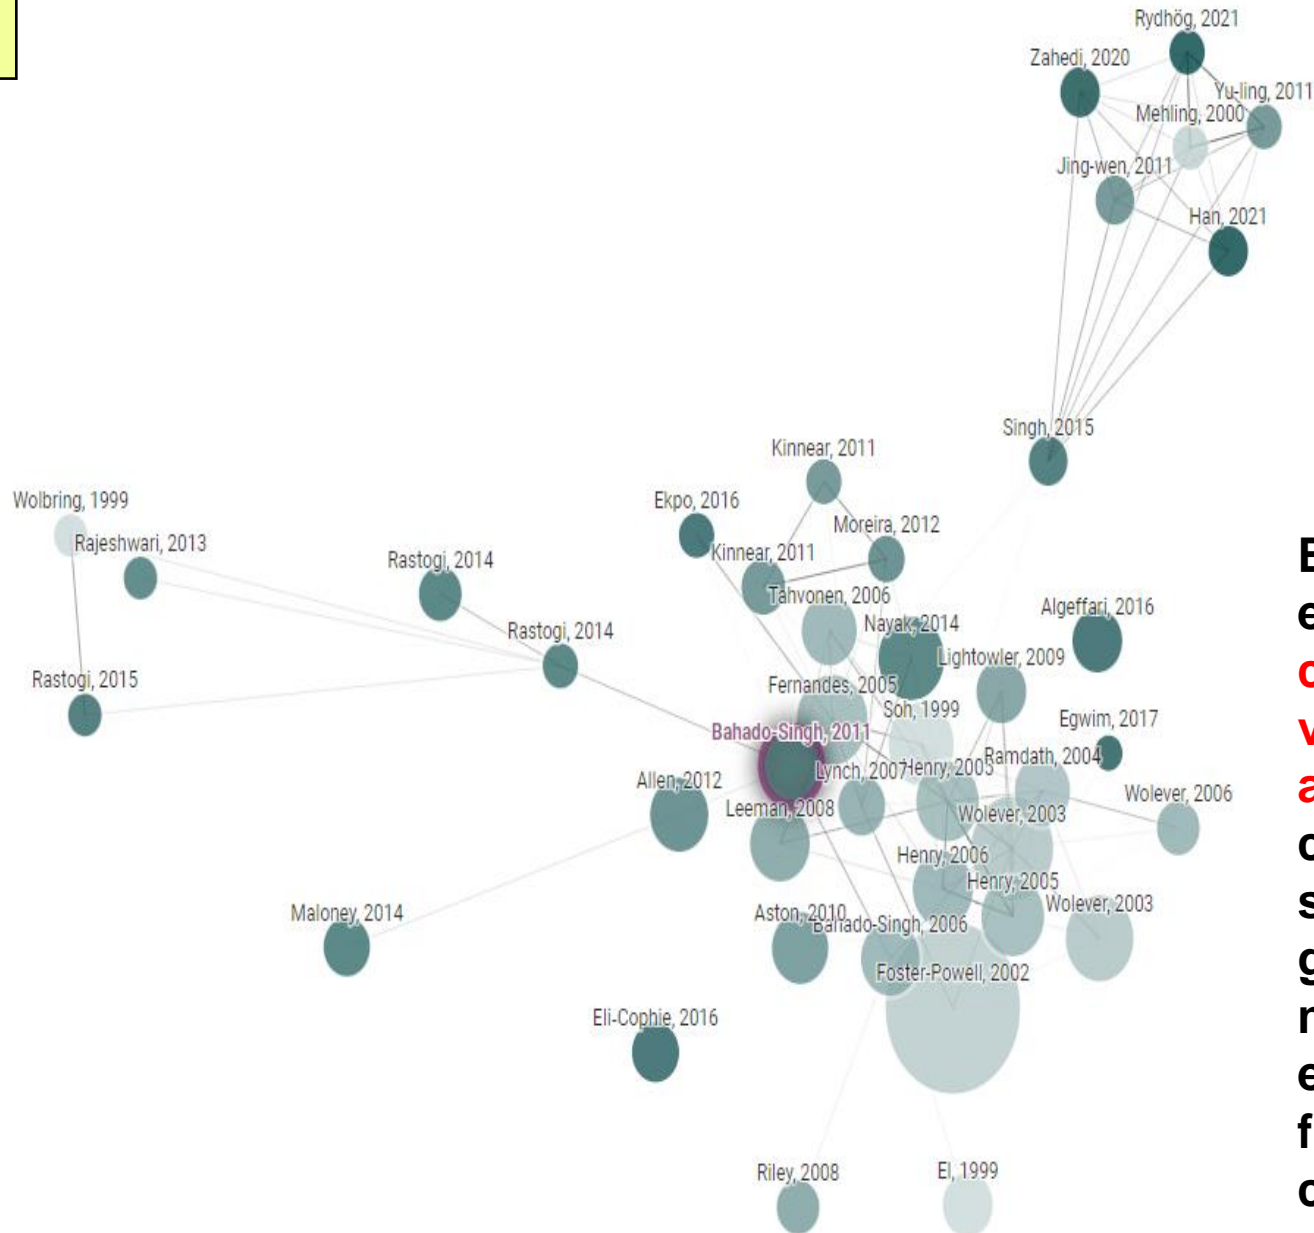 Rydhög, 2021
Zahedi, 2020
Yu-ling, 2011
Mehling, 2000
Jing-wen, 2011
Han, 2021
Singh, 2015
Kinnear, 2011
Wolbring, 1999
Ekpo, 2016
Moreira, 2012
Rajeshwari, 2013
Kinnear, 2011
Rastogi, 2014
Tahvonen, 2006
Algeffari, 2016
Nayak, 2014
Rastogi, 2014
Lightowler, 2009
Rastogi, 2015
Fernandes, 2005
Soh, 1999
Egwim, 2017
Bahado-Singh, 2011
Ramdath, 2004
Lynch, 2007
Henry, 2005
Allen, 2012
Wolever, 2006
Leeman, 2008
Wolever, 2003
Henry, 2006
Henry, 2005
Wolever, 2003
Maloney, 2014
Aston, 2010
Bahado-Singh, 2006
Foster-Powell, 2002
Eli-Cophie, 2016
Riley, 2008
El, 1999